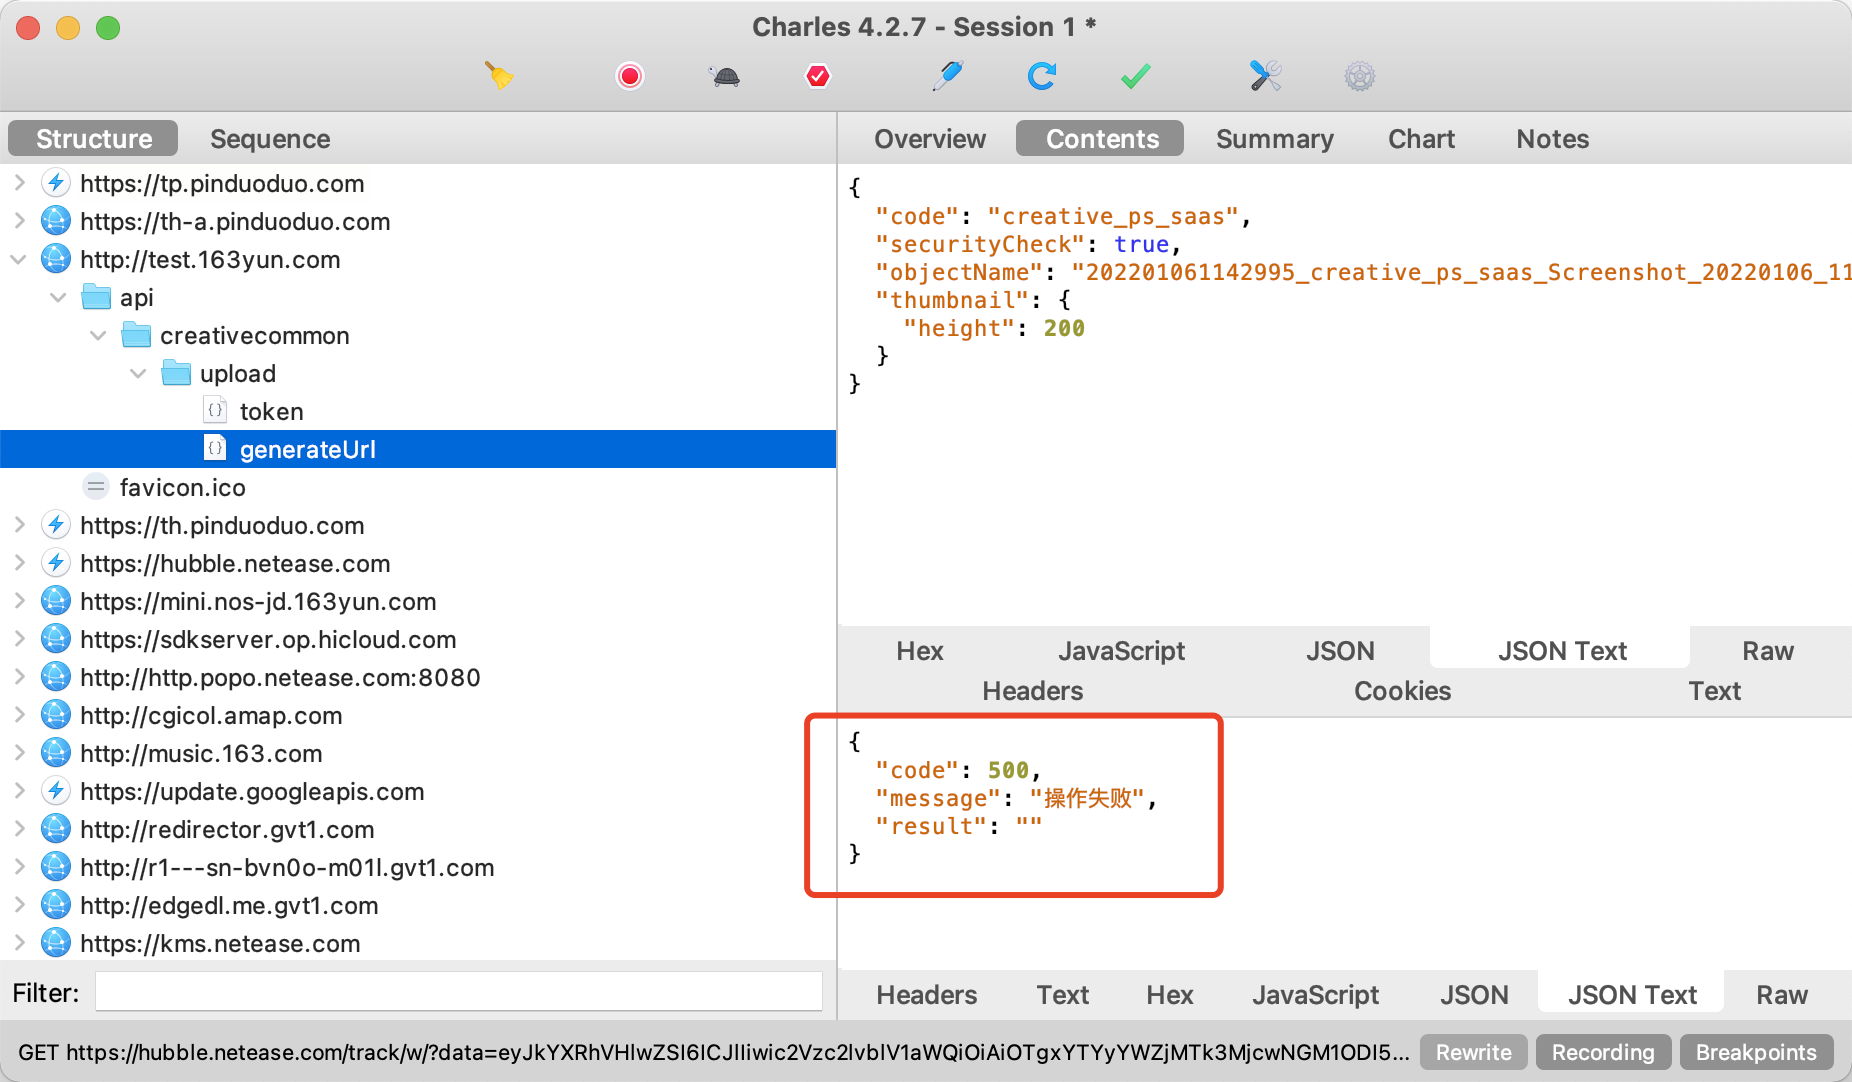 Charles 4.2.7 - Session 1 *
Structure
Sequence
Overview
Contents
Summary
Chart
Notes
https://tp.pinduoduo.com
https://th-a.pinduoduo.com
http://test.163yun.com
api
creativecommon
upload
token
generateUrl
favicon.ico
https://th.pinduoduo.com
https://hubble.netease.com
https://mini.nos-jd.163yun.com
https://sdkserver.op.hicloud.com
http://http.popo.netease.com:8080
http://cgicol.amap.com
http://music.163.com
https://update.googleapis.com
http://redirector.gvt1.com
http://r1---sn-bvn0o-m01l.gvt1.com
http://edgedl.me.gvt1.com
https://kms.netease.com
Filter:
{
"code": "creative_ps_saas",
"securityCheck": true,
"objectName": "202201061142995_creative_ps_saas_Screenshot_20220106_11
"thumbnail": {
"height": 200
}
}
Hex
JavaScript
JSON
JSON Text
Raw
Headers
Cookies
Text
{
"code": 500,
"message": "操作失败",
"result": ""
}
Headers
Text
Hex
JavaScript
JSON
JSON Text
Raw
GET https://hubble.netease.com/track/w/?data=eyJkYXRhVHlwZSI6ICJlIiwic2Vzc2lvblV1aWQiOiAiOTgxYTYyYWZjMTk3MjcwNGM1ODI5...
Rewrite
Recording
Breakpoints